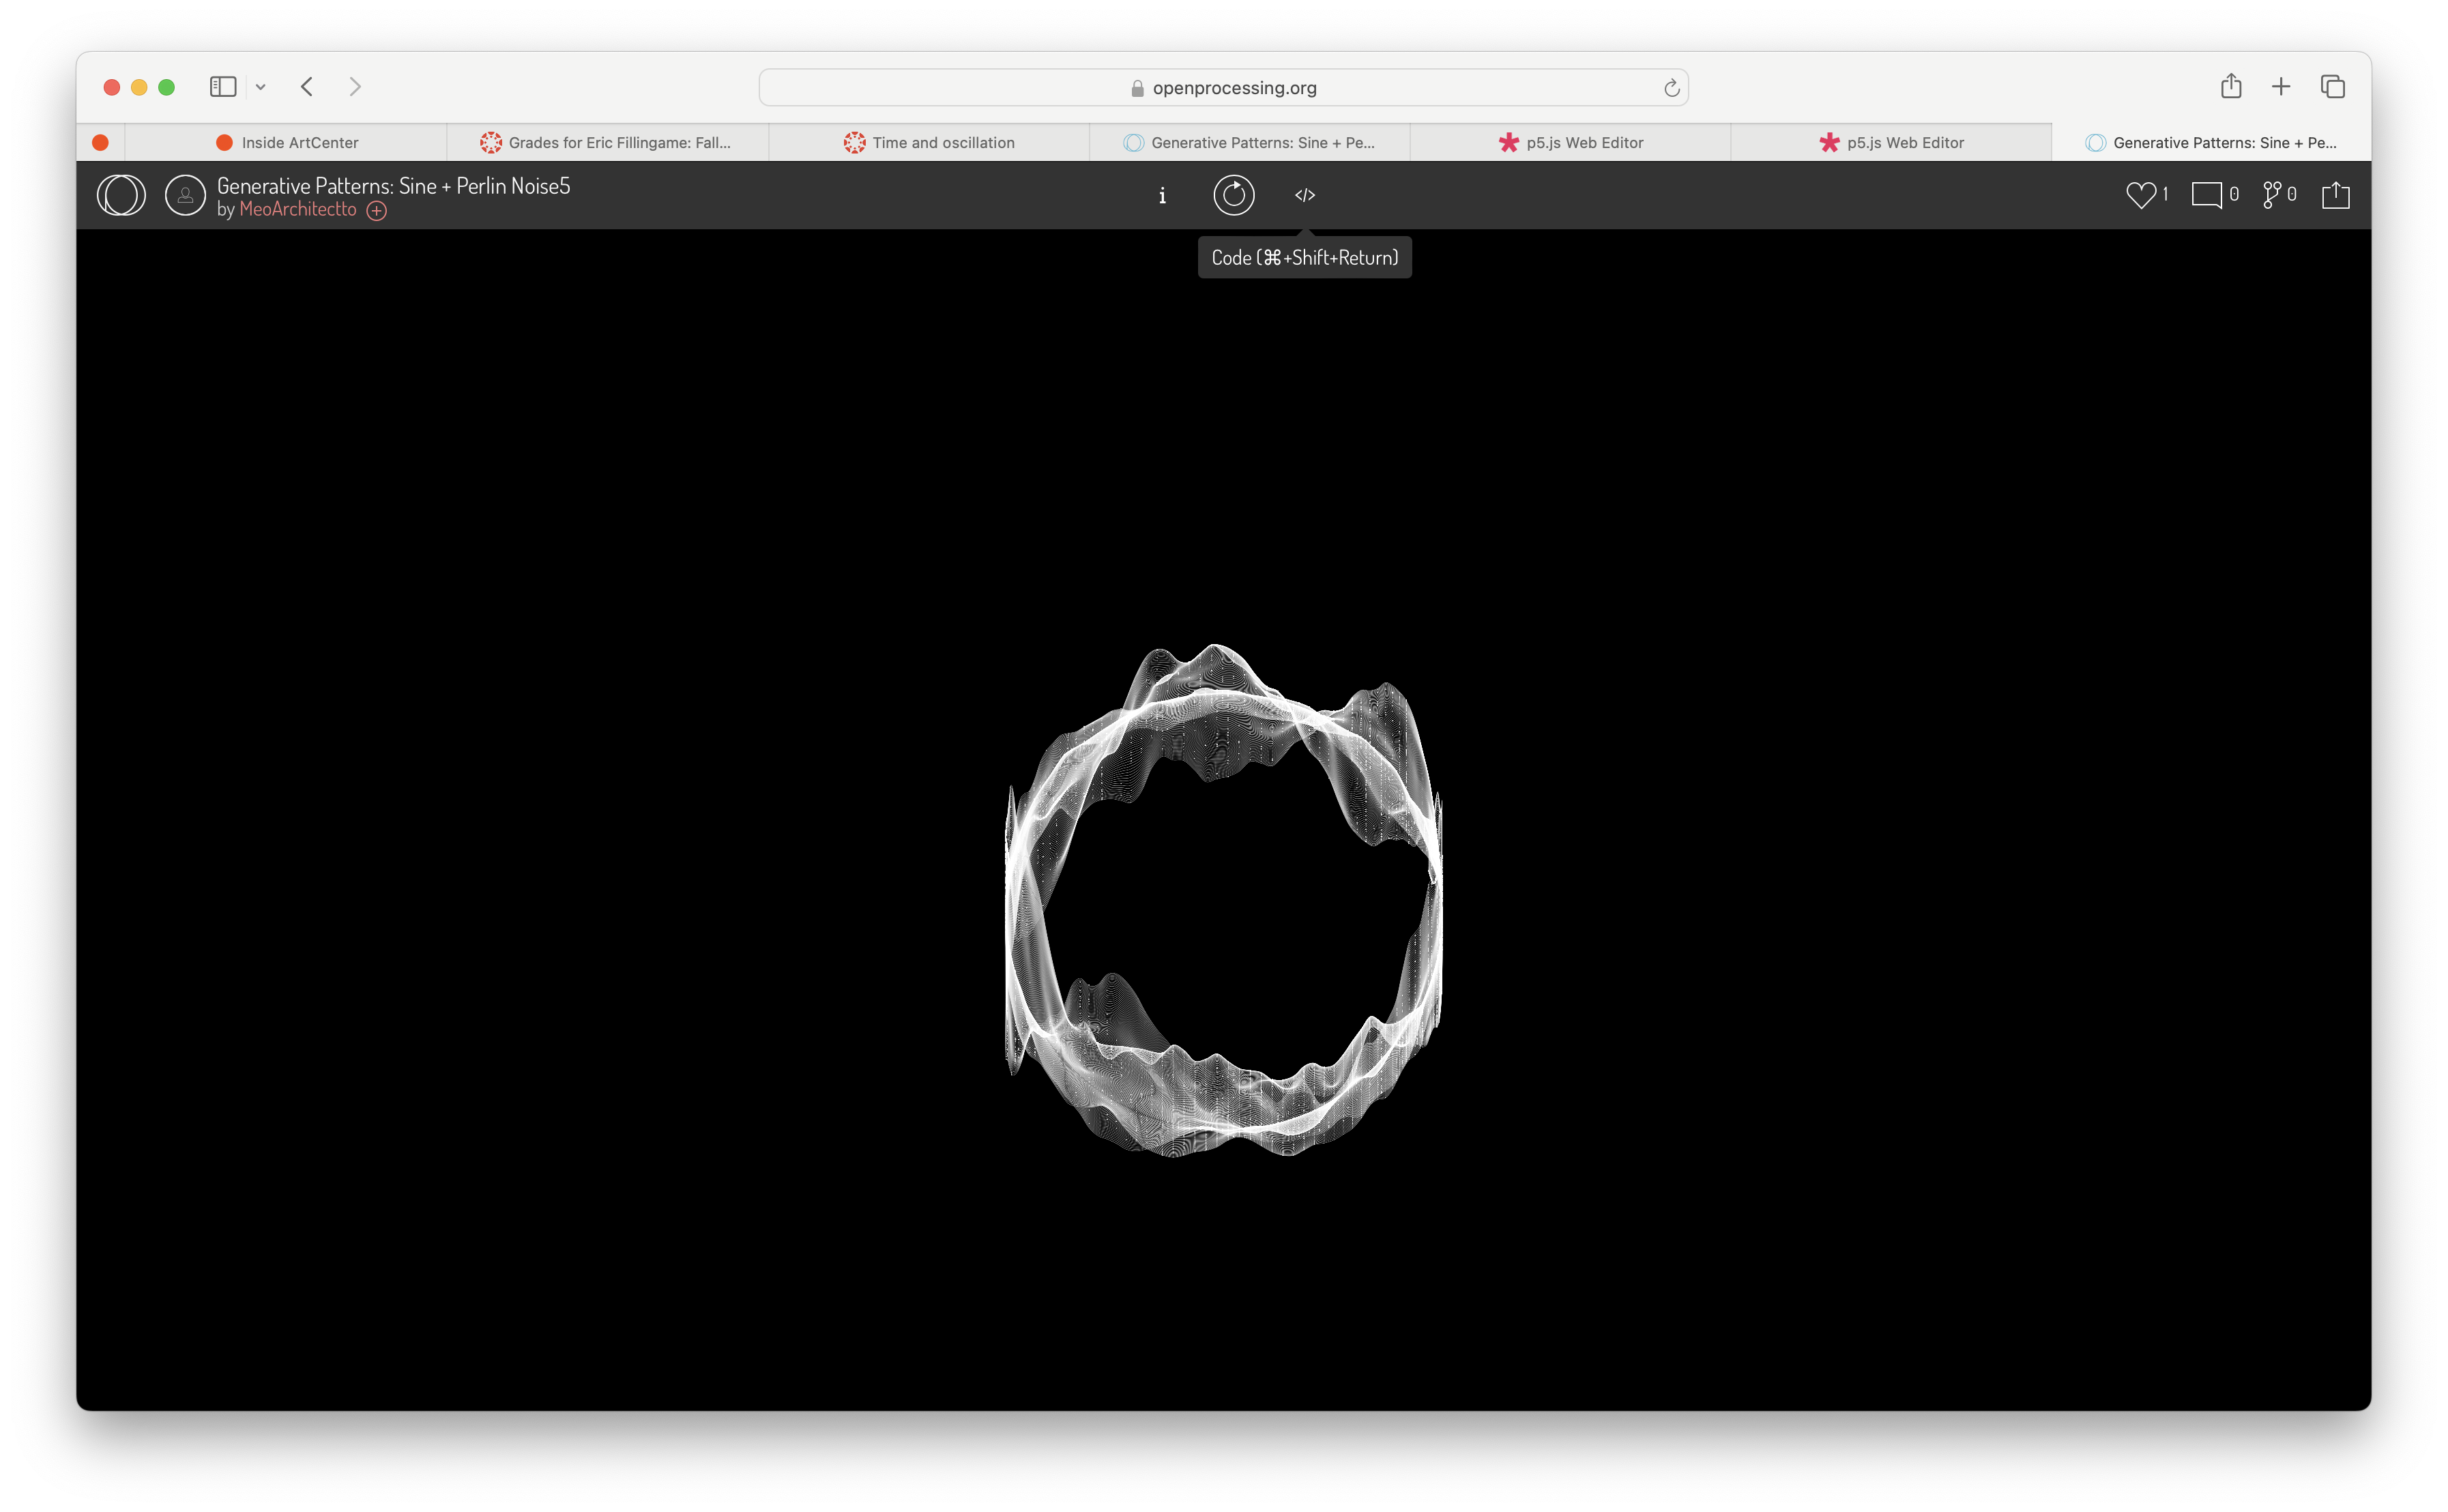 openprocessing.org
Inside ArtCenter
Grades for Eric Fillingame: Fall...
Time and oscillation
Generative Patterns: Sine + Pe...
p5.js Web Editor
p5.js Web Editor
Generative Patterns: Sine + Pe...
Generative Patterns: Sine + Perlin Noise5
by MeoArchitectto
i
</>
1
0
0
Code (⌘+Shift+Return)